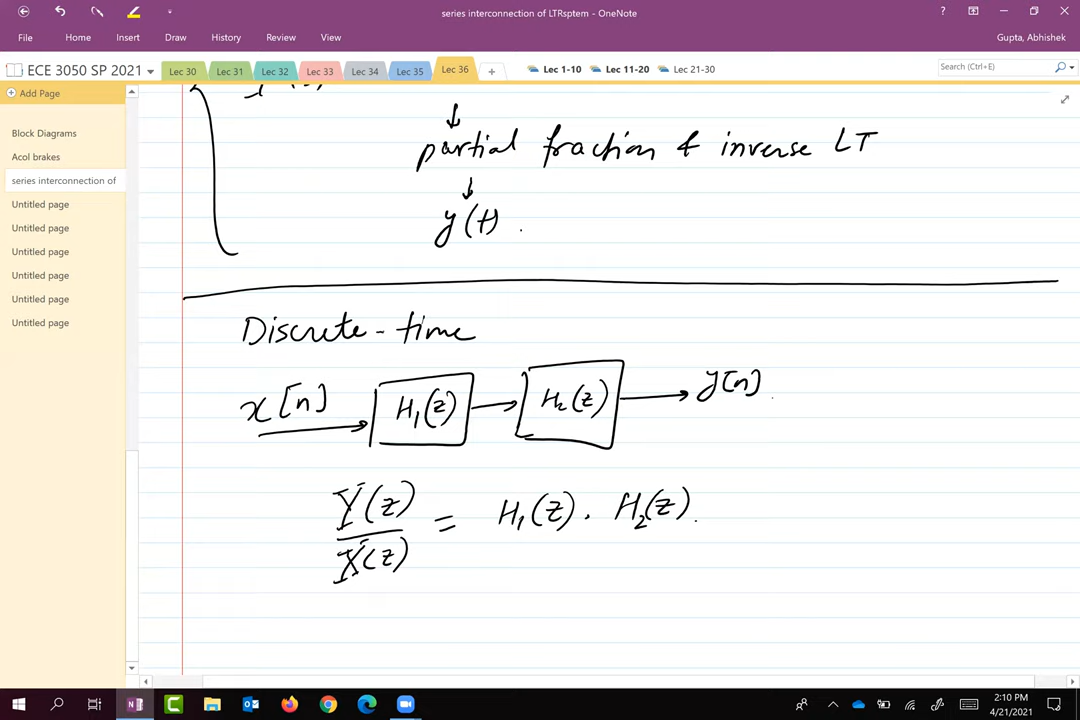 series interconnection of LTRsptem - OneNote
?
Gupta, Abhishek
File
Home
Insert
Draw
History
Review
View
ECE 3050 SP 2021
Lec 30
Lec 31
Lec 32
Lec 33
Lec 34
Lec 35
Lec 36
+
Lec 1-10
Lec 11-20
Lec 21-30
Search (Ctrl+E)
Add Page
Block Diagrams
Acol brakes
series interconnection of
Untitled page
Untitled page
Untitled page
Untitled page
Untitled page
Untitled page
↓
partial fraction & inverse LT
↓
y(t).
Discrete-time
x[n] → H₁(z) → H₂(z) → y[n].
Y(z)/X(z) = H₁(z) . H₂(z).
2:10 PM
4/21/2021